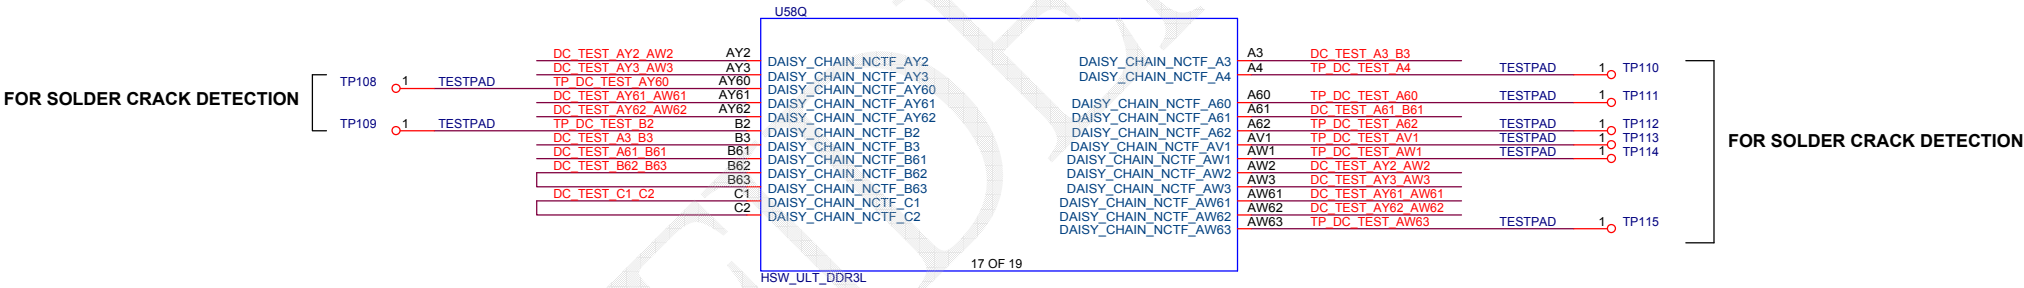 U58Q
FOR SOLDER CRACK DETECTION
DC_TEST_AY2_AW2 AY2 DAISY_CHAIN_NCTF_AY2
DC_TEST_AY3_AW3 AY3 DAISY_CHAIN_NCTF_AY3
TP108 1 TESTPAD TP_DC_TEST_AY60 AY60 DAISY_CHAIN_NCTF_AY60
DC_TEST_AY61_AW61 AY61 DAISY_CHAIN_NCTF_AY61
DC_TEST_AY62_AW62 AY62 DAISY_CHAIN_NCTF_AY62
TP109 1 TESTPAD TP_DC_TEST_B2 B2 DAISY_CHAIN_NCTF_B2
DC_TEST_A3_B3 B3 DAISY_CHAIN_NCTF_B3
DC_TEST_A61_B61 B61 DAISY_CHAIN_NCTF_B61
DC_TEST_B62_B63 B62 DAISY_CHAIN_NCTF_B62
B63 DAISY_CHAIN_NCTF_B63
DC_TEST_C1_C2 C1 DAISY_CHAIN_NCTF_C1
C2 DAISY_CHAIN_NCTF_C2
DAISY_CHAIN_NCTF_A3 A3 DC_TEST_A3_B3
DAISY_CHAIN_NCTF_A4 A4 TP_DC_TEST_A4 TESTPAD 1 TP110
DAISY_CHAIN_NCTF_A60 A60 TP_DC_TEST_A60 TESTPAD 1 TP111
DAISY_CHAIN_NCTF_A61 A61 DC_TEST_A61_B61
DAISY_CHAIN_NCTF_A62 A62 TP_DC_TEST_A62 TESTPAD 1 TP112
DAISY_CHAIN_NCTF_AV1 AV1 TP_DC_TEST_AV1 TESTPAD 1 TP113
DAISY_CHAIN_NCTF_AW1 AW1 TP_DC_TEST_AW1 TESTPAD 1 TP114
DAISY_CHAIN_NCTF_AW2 AW2 DC_TEST_AY2_AW2
DAISY_CHAIN_NCTF_AW3 AW3 DC_TEST_AY3_AW3
DAISY_CHAIN_NCTF_AW61 AW61 DC_TEST_AY61_AW61
DAISY_CHAIN_NCTF_AW62 AW62 DC_TEST_AY62_AW62
DAISY_CHAIN_NCTF_AW63 AW63 TP_DC_TEST_AW63 TESTPAD 1 TP115
FOR SOLDER CRACK DETECTION
17 OF 19
HSW_ULT_DDR3L